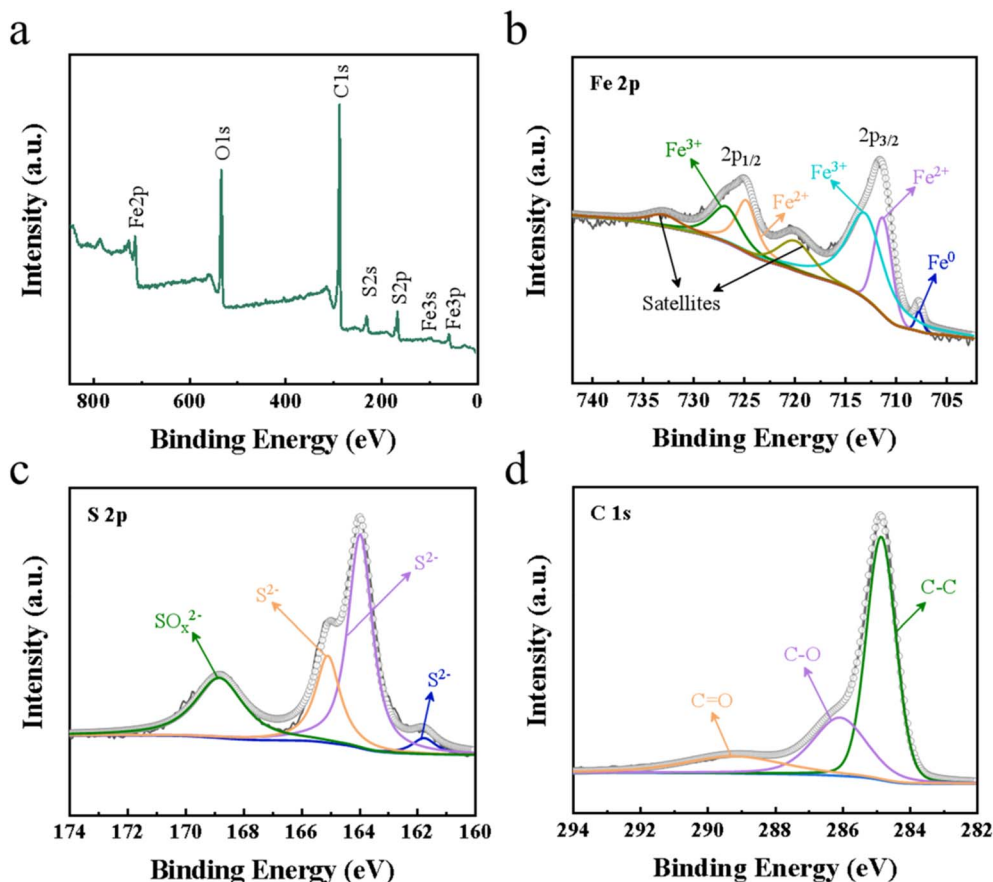 a
Intensity (a.u.)
Fe2p
O1s
C1s
S2s
S2p
Fe3s
Fe3p
800 600 400 200 0
Binding Energy (eV)
b
Intensity (a.u.)
Fe 2p
Fe³⁺
2p₁/₂
Fe²⁺
Fe³⁺
2p₃/₂
Fe²⁺
Fe⁰
Satellites
740 735 730 725 720 715 710 705
Binding Energy (eV)
c
Intensity (a.u.)
S 2p
SOₓ²⁻
S²⁻
S²⁻
S²⁻
174 172 170 168 166 164 162 160
Binding Energy (eV)
d
Intensity (a.u.)
C 1s
C=O
C-O
C-C
294 292 290 288 286 284 282
Binding Energy (eV)